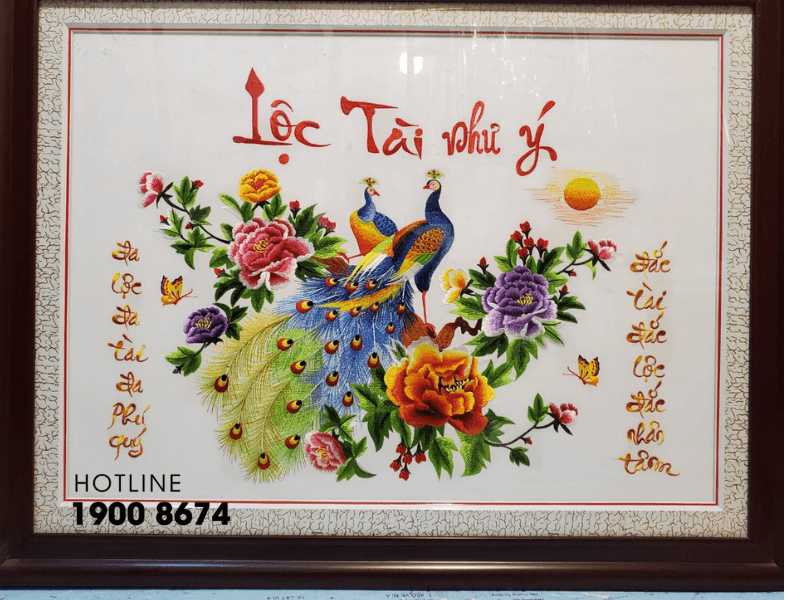 Lộc Tài như ý
đa
lộc
đa
tài
đa
phú
quý
đắc
tài
đắc
lộc
đắc
nhân
tâm
HOTLINE
1900 8674